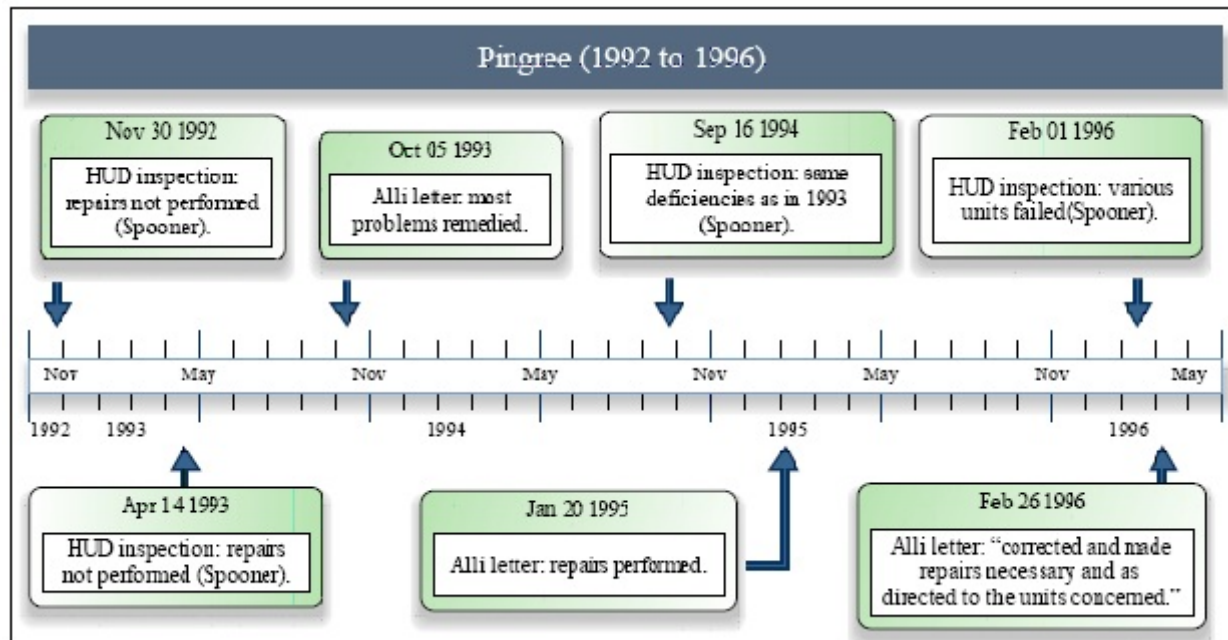 Pingree (1992 to 1996)
Nov 30 1992
HUD inspection:
repairs not performed
(Spooner).
Oct 05 1993
Alli letter: most
problems remedied.
Sep 16 1994
HUD inspection: same
deficiencies as in 1993
(Spooner).
Feb 01 1996
HUD inspection: various
units failed(Spooner).
Nov May Nov May Nov May Nov May
1992 1993 1994 1995 1996
Apr 14 1993
HUD inspection: repairs
not performed (Spooner).
Jan 20 1995
Alli letter: repairs performed.
Feb 26 1996
Alli letter: “corrected and made
repairs necessary and as
directed to the units concerned.”